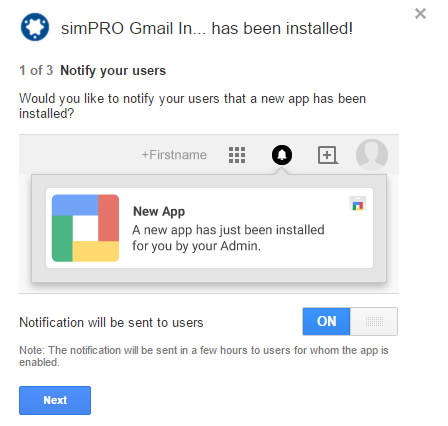 simPRO Gmail In... has been installed!
1 of 3 Notify your users
Would you like to notify your users that a new app has been
installed?
+Firstname
New App
A new app has just been installed
for you by your Admin.
Notification will be sent to users
ON
Note: The notification will be sent in a few hours to users for whom the app is
enabled.
Next